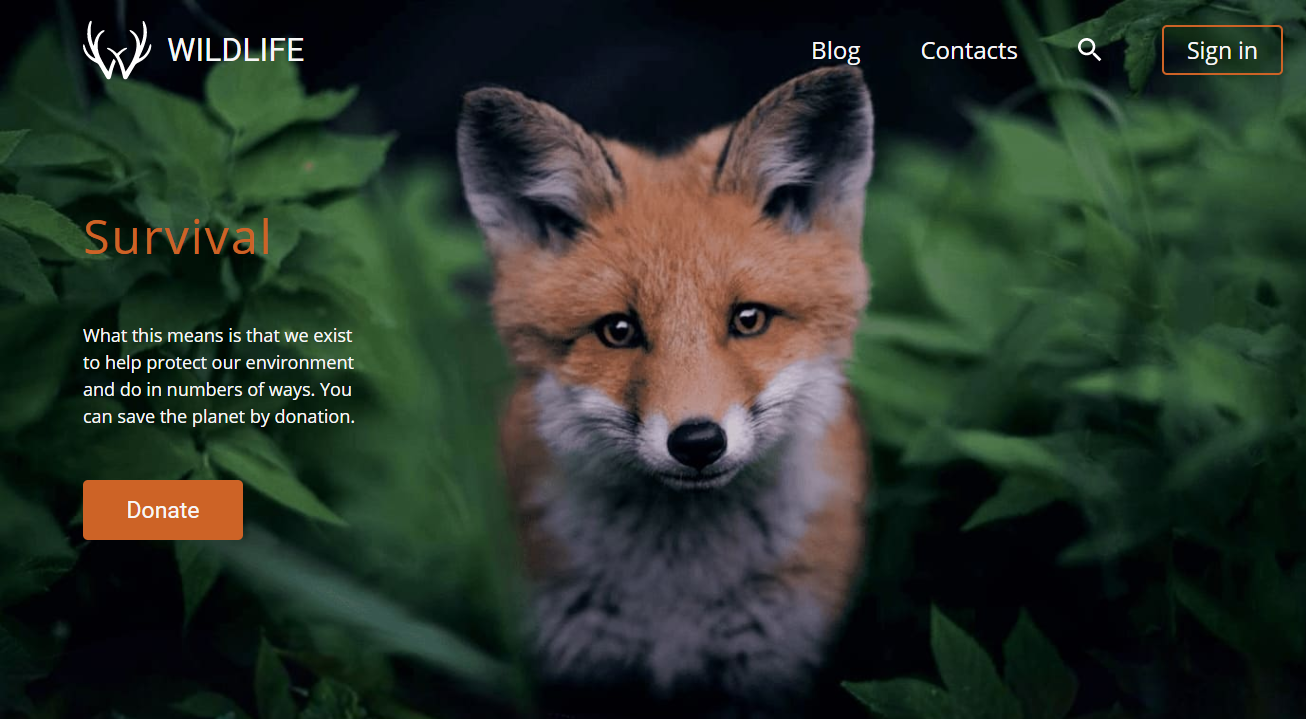 WILDLIFE
Blog
Contacts
Sign in
Survival
What this means is that we exist
to help protect our environment
and do in numbers of ways. You
can save the planet by donation.
Donate